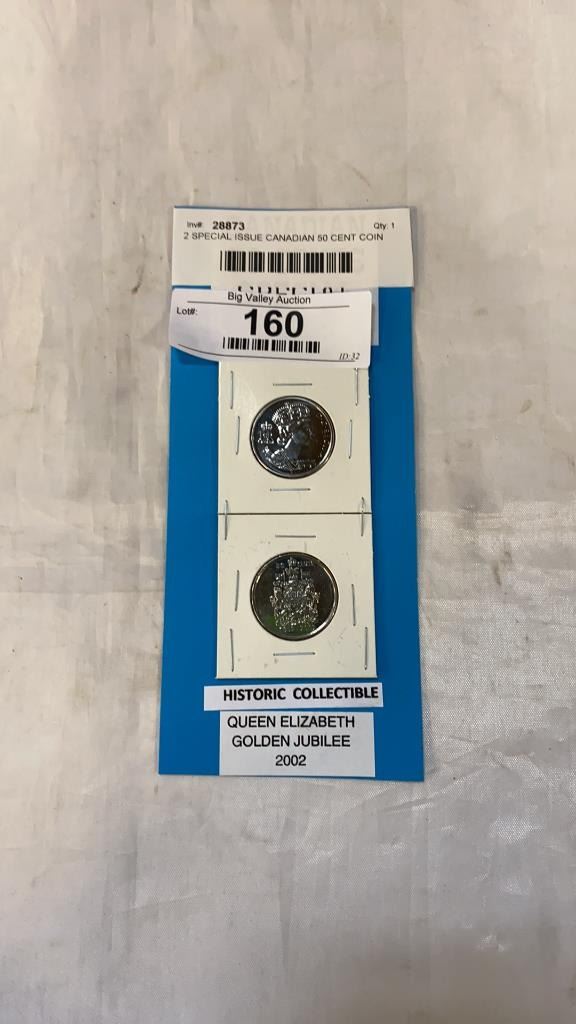 Inv#: 28873 Qty: 1
2 SPECIAL ISSUE CANADIAN 50 CENT COIN
Big Valley Auction
Lot#: 160
ID:32
HISTORIC COLLECTIBLE
QUEEN ELIZABETH
GOLDEN JUBILEE
2002